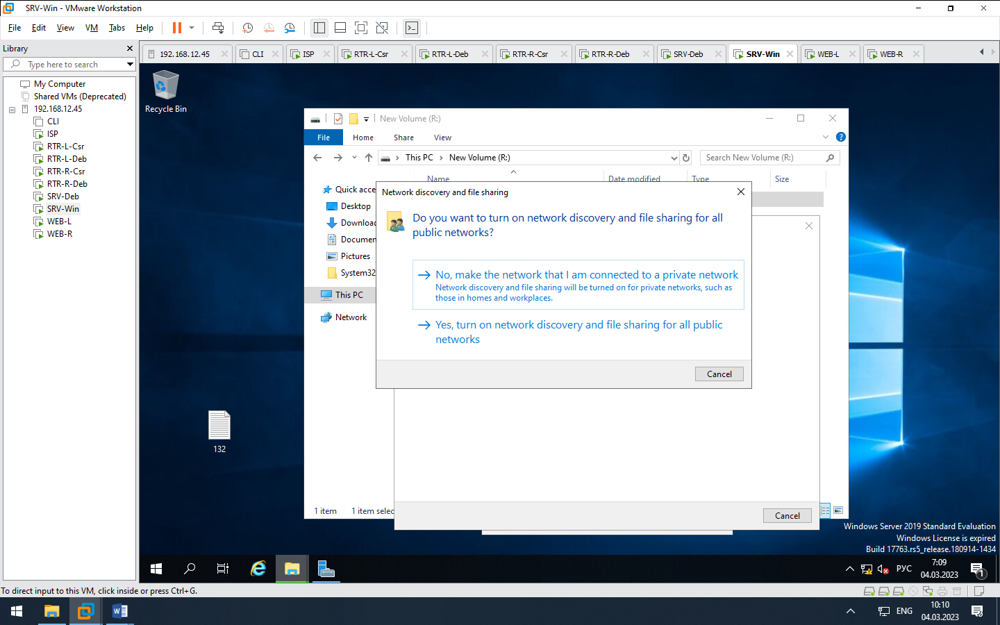 SRV-Win - VMware Workstation
File Edit View VM Tabs Help
Library
Type here to search
My Computer
Shared VMs (Deprecated)
192.168.12.45
CLI
ISP
RTR-L-Csr
RTR-L-Deb
RTR-R-Csr
RTR-R-Deb
SRV-Deb
SRV-Win
WEB-L
WEB-R
192.168.12.45 CLI ISP RTR-L-Csr RTR-L-Deb RTR-R-Csr RTR-R-Deb SRV-Deb SRV-Win WEB-L WEB-R
Recycle Bin
132
New Volume (R:)
File Home Share View
This PC New Volume (R:)
Search New Volume (R:)
Name Date modified Type Size
Quick acce
Desktop
Downloac
Documen
Pictures
System32
This PC
Network
1 item 1 item selec
Network discovery and file sharing
Do you want to turn on network discovery and file sharing for all
public networks?
No, make the network that I am connected to a private network
Network discovery and file sharing will be turned on for private networks, such as
those in homes and workplaces.
Yes, turn on network discovery and file sharing for all public
networks
Cancel
Cancel
Windows Server 2019 Standard Evaluation
Windows License is expired
Build 17763.rs5_release.180914-1434
РУС
7:09
04.03.2023
1
To direct input to this VM, click inside or press Ctrl+G.
ENG
10:10
04.03.2023